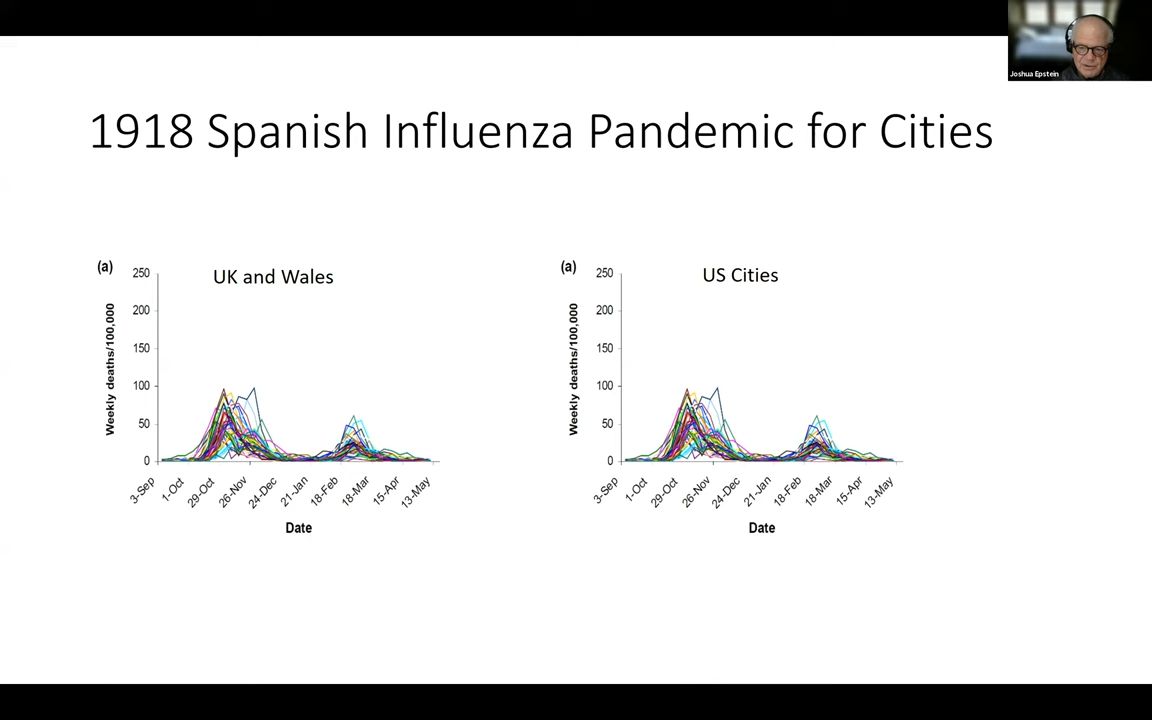 Joshua Epstein
1918 Spanish Influenza Pandemic for Cities
(a)
UK and Wales
Weekly deaths/100,000
250
200
150
100
50
0
3-Sep
1-Oct
29-Oct
26-Nov
24-Dec
21-Jan
18-Feb
18-Mar
15-Apr
13-May
Date
(a)
US Cities
Weekly deaths/100,000
250
200
150
100
50
0
3-Sep
1-Oct
29-Oct
26-Nov
24-Dec
21-Jan
18-Feb
18-Mar
15-Apr
13-May
Date